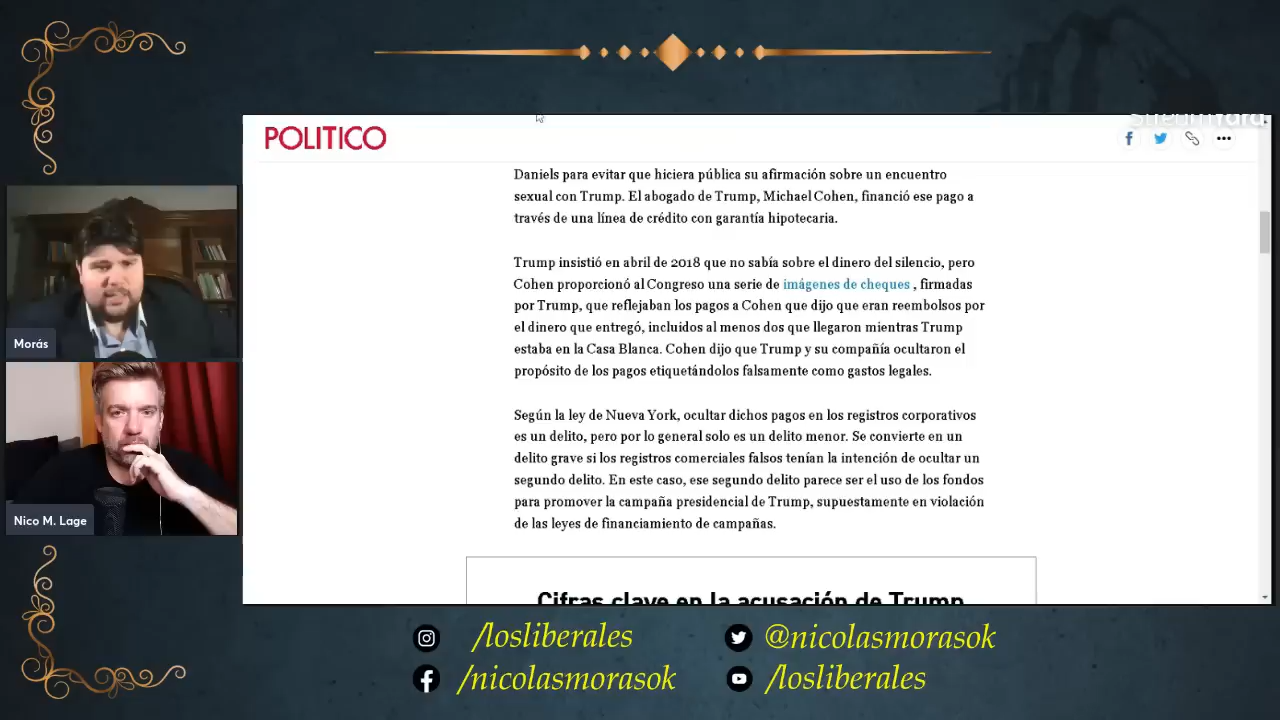 StreamYard
POLITICO
Daniels para evitar que hiciera pública su afirmación sobre un encuentro
sexual con Trump. El abogado de Trump, Michael Cohen, financió ese pago a
través de una línea de crédito con garantía hipotecaria.
Trump insistió en abril de 2018 que no sabía sobre el dinero del silencio, pero
Cohen proporcionó al Congreso una serie de imágenes de cheques , firmadas
por Trump, que reflejaban los pagos a Cohen que dijo que eran reembolsos por
el dinero que entregó, incluidos al menos dos que llegaron mientras Trump
estaba en la Casa Blanca. Cohen dijo que Trump y su compañía ocultaron el
propósito de los pagos etiquetándolos falsamente como gastos legales.
Según la ley de Nueva York, ocultar dichos pagos en los registros corporativos
es un delito, pero por lo general solo es un delito menor. Se convierte en un
delito grave si los registros comerciales falsos tenían la intención de ocultar un
segundo delito. En este caso, ese segundo delito parece ser el uso de los fondos
para promover la campaña presidencial de Trump, supuestamente en violación
de las leyes de financiamiento de campañas.
Cifras clave en la acusación de Trump
Morás
Nico M. Lage
/losliberales
@nicolasmorasok
/nicolasmorasok
/losliberales